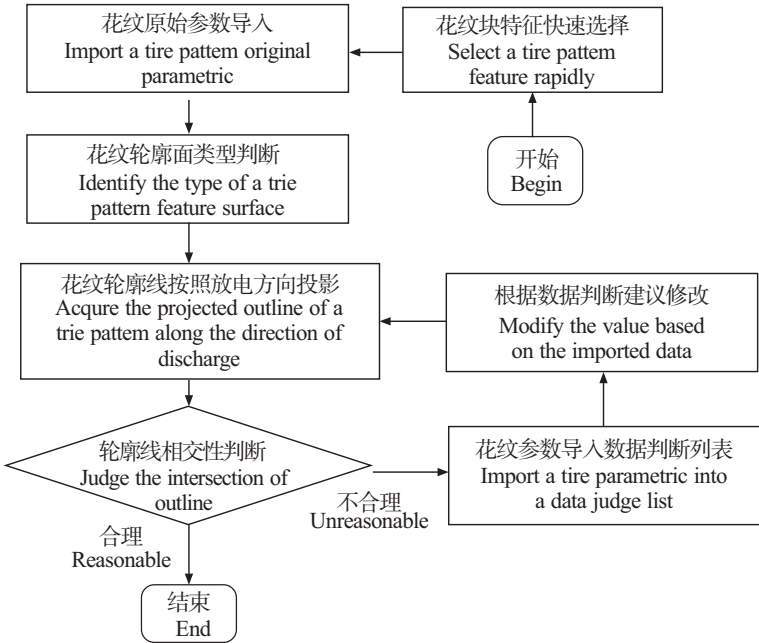 花纹原始参数导入
Import a tire pattem original
parametric
花纹块特征快速选择
Select a tire pattem
feature rapidly
开始
Begin
花纹轮廓面类型判断
Identify the type of a trie
pattern feature surface
花纹轮廓线按照放电方向投影
Acqure the projected outline of a
trie pattem along the direction of
discharge
根据数据判断建议修改
Modify the value based
on the imported data
轮廓线相交性判断
Judge the intersection of
outline
花纹参数导入数据判断列表
Import a tire parametric into
a data judge list
不合理
Unreasonable
合理
Reasonable
结束
End